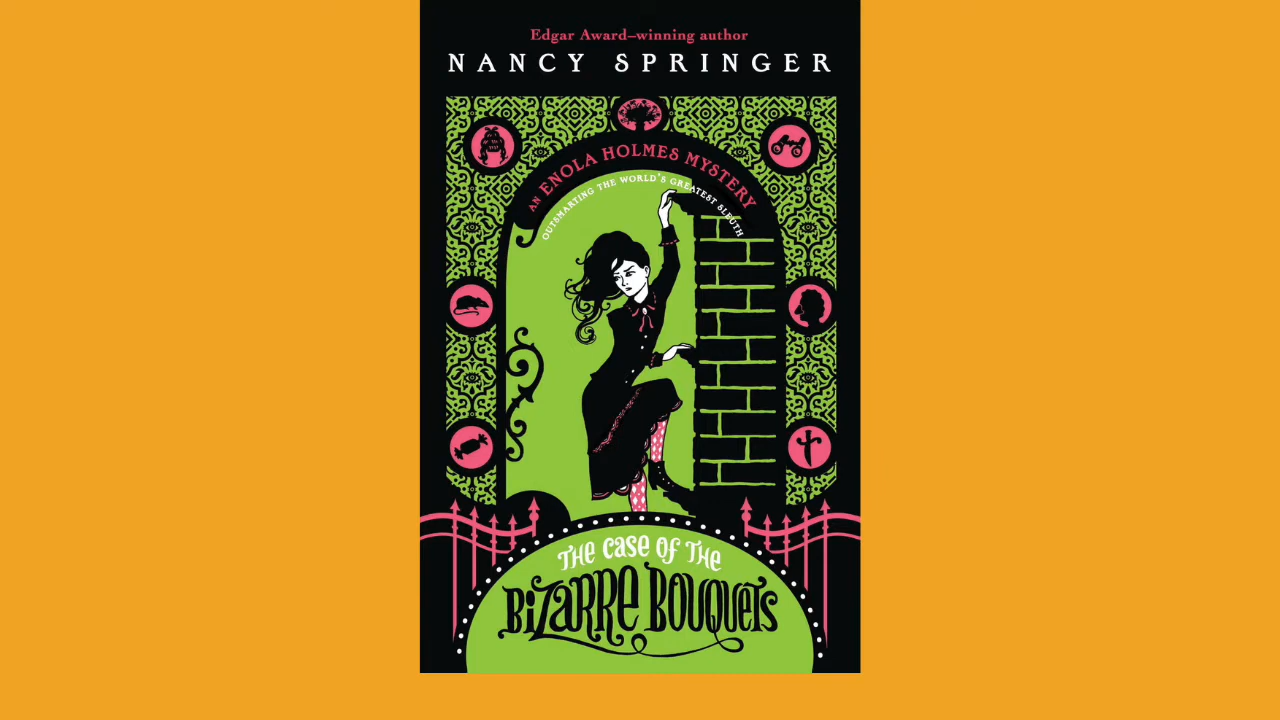 Edgar Award–winning author
NANCY SPRINGER
AN ENOLA HOLMES MYSTERY
OUTSMARTING THE WORLD'S GREATEST SLEUTH
THE CASE OF THE
BIZARRE BOUQUETS